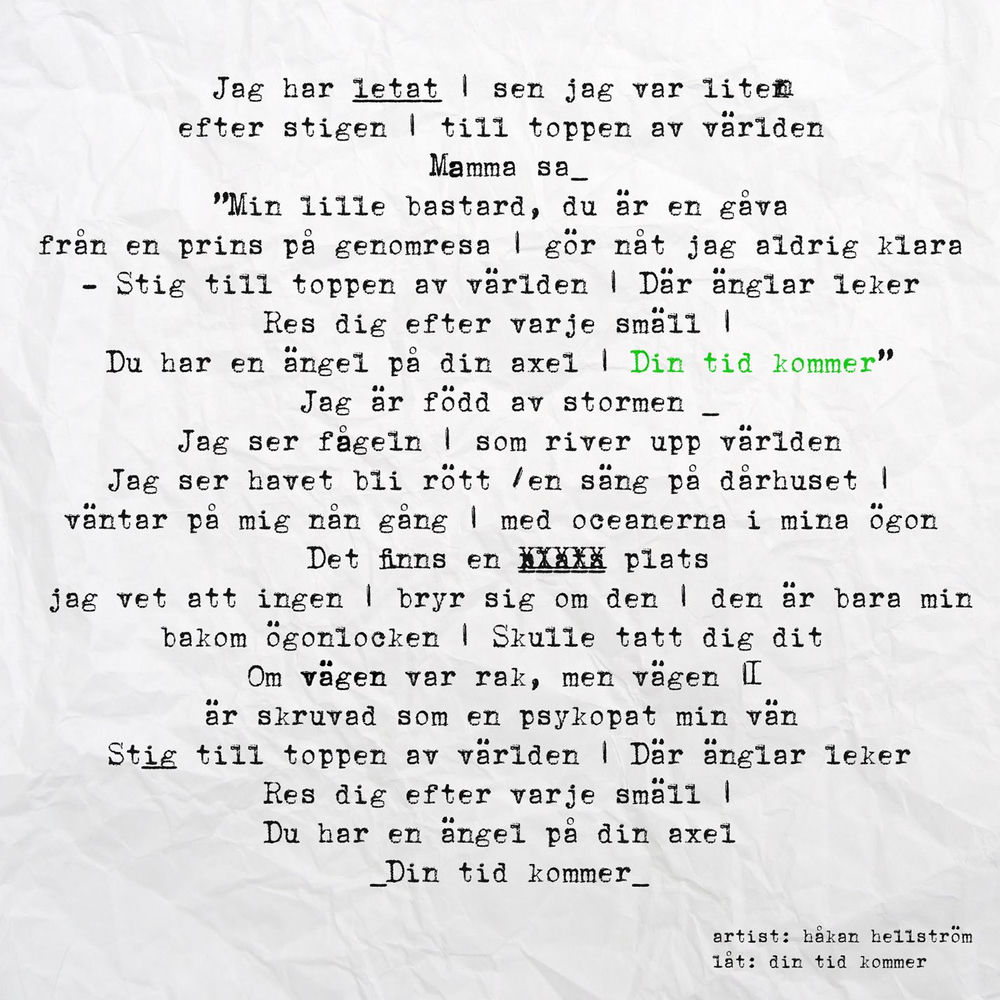 Jag har letat | sen jag var liten
efter stigen | till toppen av världen
Mamma sa_
”Min lille bastard, du är en gåva
från en prins på genomresa | gör nåt jag aldrig klara
- Stig till toppen av världen | Där änglar leker
Res dig efter varje smäll |
Du har en ängel på din axel | Din tid kommer”
Jag är född av stormen _
Jag ser fågeln | som river upp världen
Jag ser havet bli rött /en säng på dårhuset |
väntar på mig nån gång | med oceanerna i mina ögon
Det finns en plats
jag vet att ingen | bryr sig om den | den är bara min
bakom ögonlocken | Skulle tatt dig dit
Om vägen var rak, men vägen
är skruvad som en psykopat min vän
Stig till toppen av världen | Där änglar leker
Res dig efter varje smäll |
Du har en ängel på din axel
_Din tid kommer_
artist: håkan hellström
låt: din tid kommer